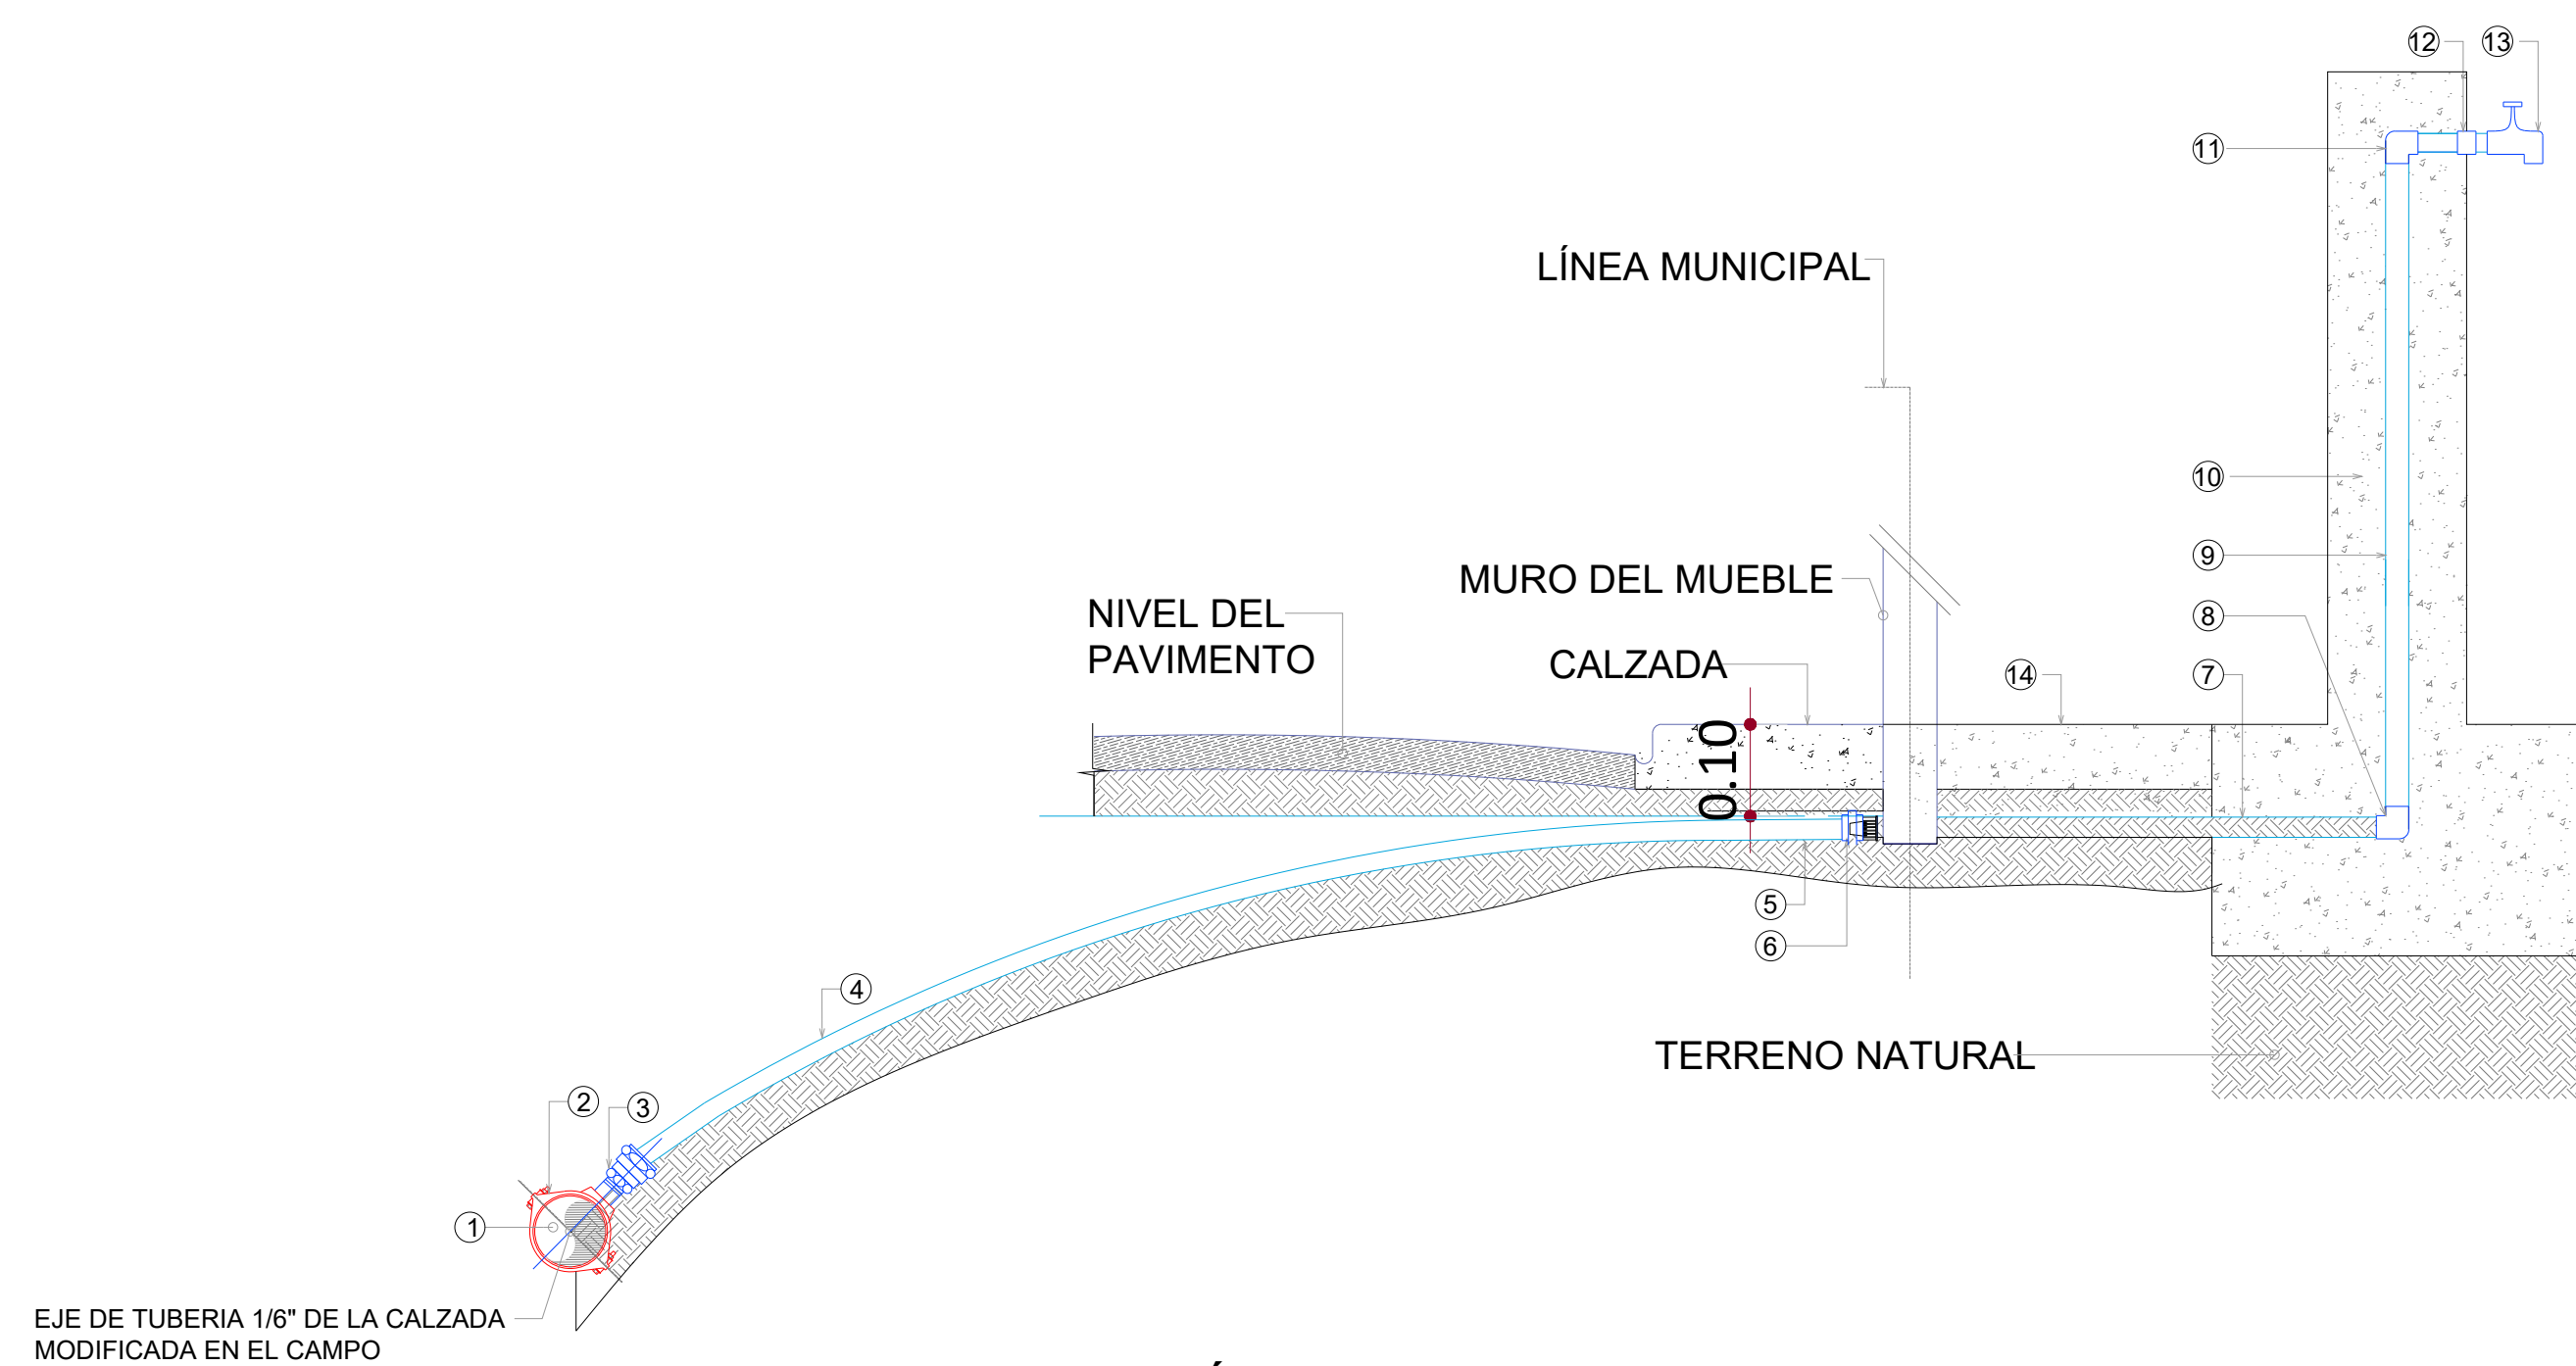 12
13
11
LÍNEA MUNICIPAL
10
9
MURO DEL MUEBLE
NIVEL DEL
PAVIMENTO
8
CALZADA
14
7
0.10
5
6
4
TERRENO NATURAL
2
3
1
EJE DE TUBERIA 1/6" DE LA CALZADA
MODIFICADA EN EL CAMPO